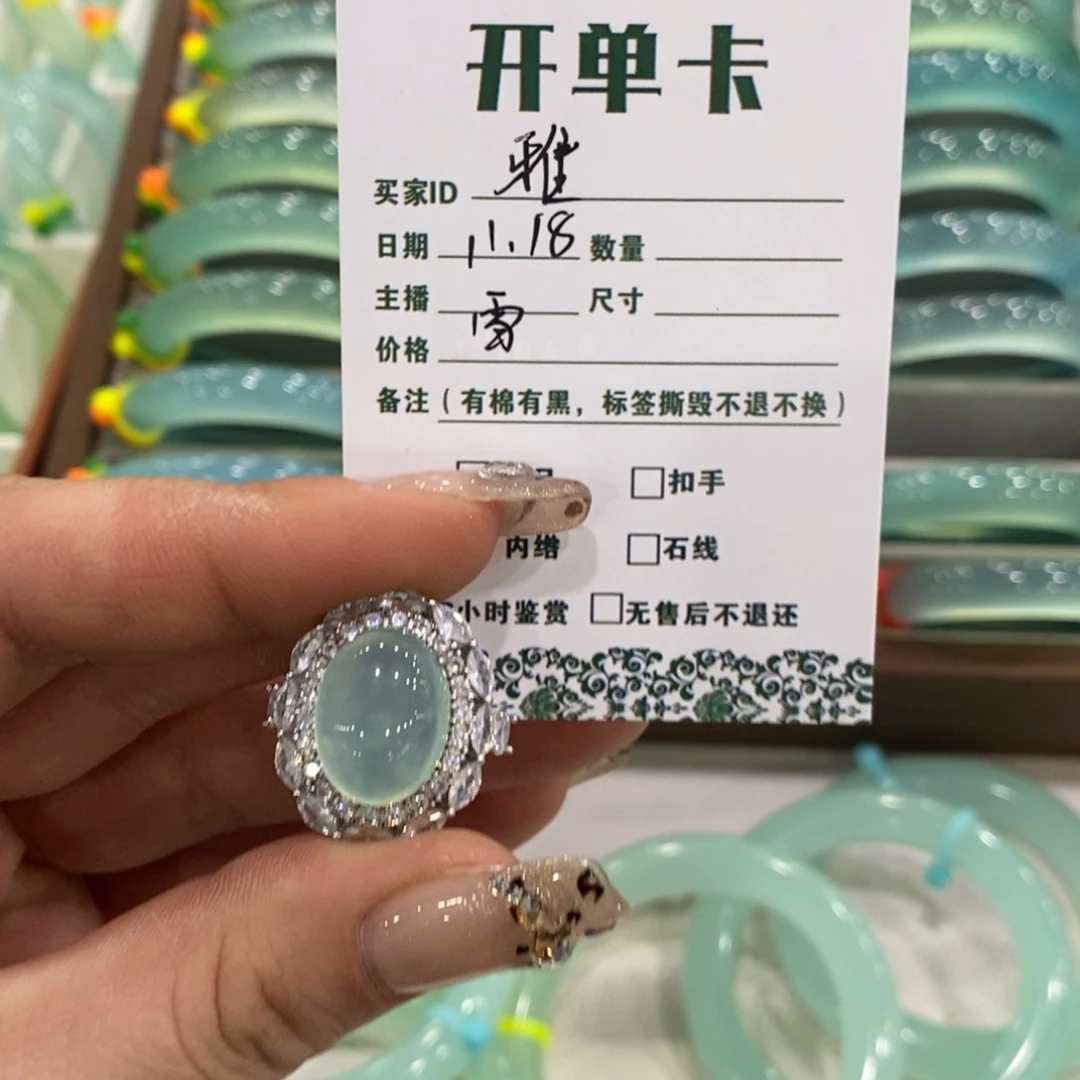 开单卡
买家ID 雅
日期 11.18 数量
主播 雪 尺寸
价格
备注(有棉有黑,标签撕毁不退不换)
扣手
内缯 石线
小时鉴赏 无售后不退还